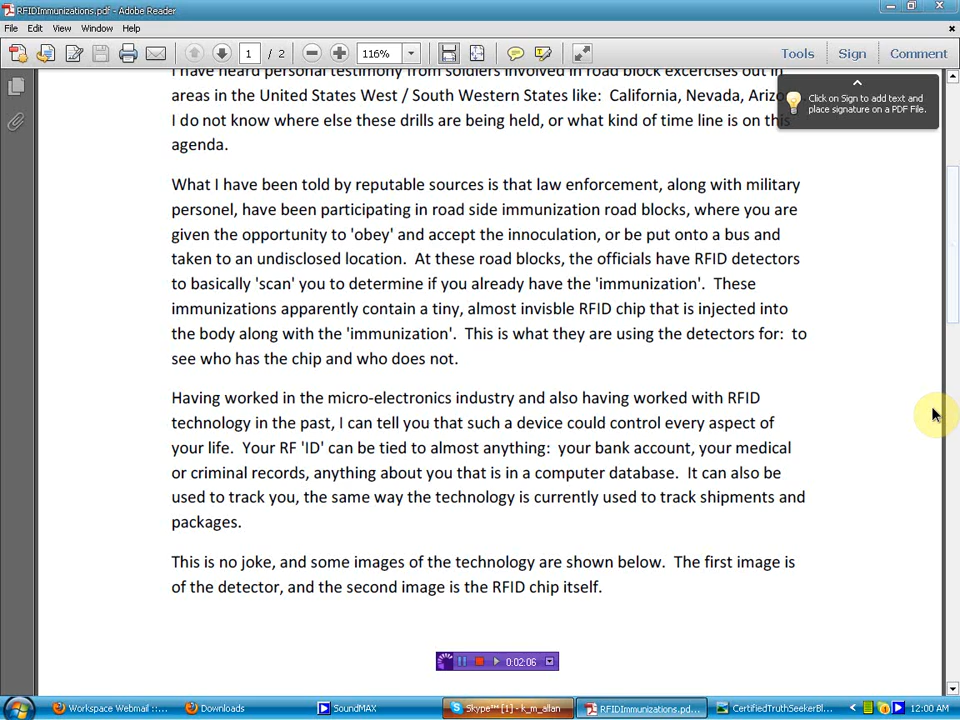 RFIDImmunizations.pdf - Adobe Reader
File Edit View Window Help
1 / 2 116% Tools Sign Comment
I have heard personal testimony from soldiers involved in road block excercises out in
areas in the United States West / South Western States like: California, Nevada, Arizo
Click on Sign to add text and
place signature on a PDF File.
I do not know where else these drills are being held, or what kind of time line is on this
agenda.
What I have been told by reputable sources is that law enforcement, along with military
personel, have been participating in road side immunization road blocks, where you are
given the opportunity to 'obey' and accept the innoculation, or be put onto a bus and
taken to an undisclosed location. At these road blocks, the officials have RFID detectors
to basically 'scan' you to determine if you already have the 'immunization'. These
immunizations apparently contain a tiny, almost invisble RFID chip that is injected into
the body along with the 'immunization'. This is what they are using the detectors for: to
see who has the chip and who does not.
Having worked in the micro-electronics industry and also having worked with RFID
technology in the past, I can tell you that such a device could control every aspect of
your life. Your RF 'ID' can be tied to almost anything: your bank account, your medical
or criminal records, anything about you that is in a computer database. It can also be
used to track you, the same way the technology is currently used to track shipments and
packages.
This is no joke, and some images of the technology are shown below. The first image is
of the detector, and the second image is the RFID chip itself.
0:02:06
Workspace Webmail ::... Downloads SoundMAX Skype™ [1] - k_m_allan RFIDImmunizations.pd... CertifiedTruthSeekerBl... 12:00 AM